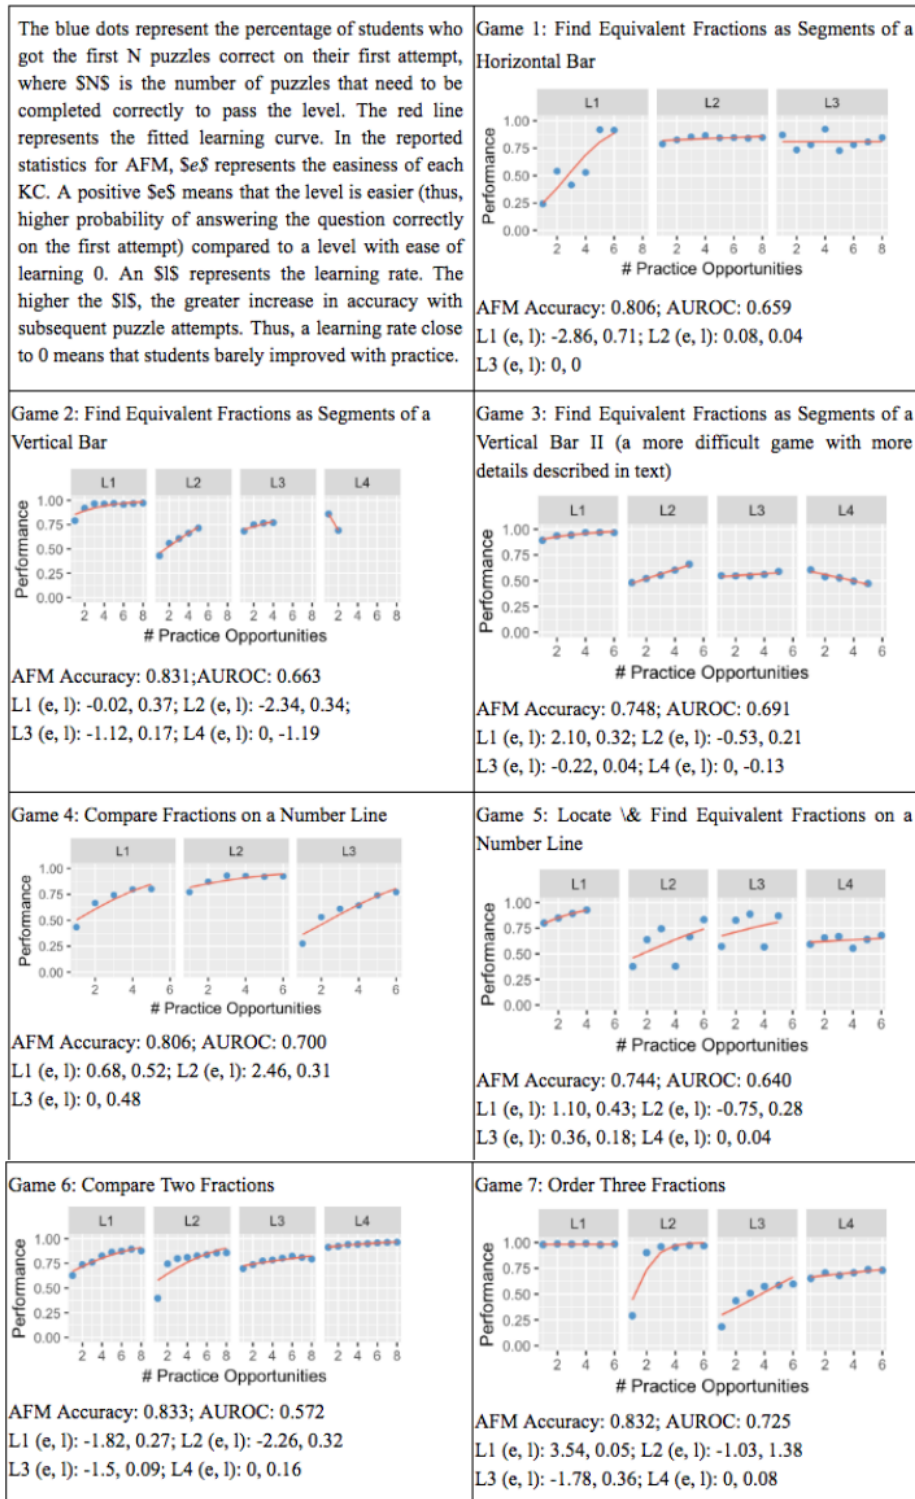 The blue dots represent the percentage of students who
got the first N puzzles correct on their first attempt,
where $N$ is the number of puzzles that need to be
completed correctly to pass the level. The red line
represents the fitted learning curve. In the reported
statistics for AFM, $e$ represents the easiness of each
KC. A positive $e$ means that the level is easier (thus,
higher probability of answering the question correctly
on the first attempt) compared to a level with ease of
learning 0. An $l$ represents the learning rate. The
higher the $l$, the greater increase in accuracy with
subsequent puzzle attempts. Thus, a learning rate close
to 0 means that students barely improved with practice.
Game 1: Find Equivalent Fractions as Segments of a
Horizontal Bar
L1 L2 L3
1.00
0.75
0.50
0.25
0.00
Performance
2 4 6 8 2 4 6 8 2 4 6 8
# Practice Opportunities
AFM Accuracy: 0.806; AUROC: 0.659
L1 (e, l): -2.86, 0.71; L2 (e, l): 0.08, 0.04
L3 (e, l): 0, 0
Game 2: Find Equivalent Fractions as Segments of a
Vertical Bar
L1 L2 L3 L4
1.00
0.75
0.50
0.25
0.00
Performance
2 4 6 8 2 4 6 8 2 4 6 8 2 4 6 8
# Practice Opportunities
AFM Accuracy: 0.831;AUROC: 0.663
L1 (e, l): -0.02, 0.37; L2 (e, l): -2.34, 0.34;
L3 (e, l): -1.12, 0.17; L4 (e, l): 0, -1.19
Game 3: Find Equivalent Fractions as Segments of a
Vertical Bar II (a more difficult game with more
details described in text)
L1 L2 L3 L4
1.00
0.75
0.50
0.25
0.00
Performance
2 4 6 2 4 6 2 4 6 2 4 6
# Practice Opportunities
AFM Accuracy: 0.748; AUROC: 0.691
L1 (e, l): 2.10, 0.32; L2 (e, l): -0.53, 0.21
L3 (e, l): -0.22, 0.04; L4 (e, l): 0, -0.13
Game 4: Compare Fractions on a Number Line
L1 L2 L3
1.00
0.75
0.50
0.25
0.00
Performance
2 4 6 2 4 6 2 4 6
# Practice Opportunities
AFM Accuracy: 0.806; AUROC: 0.700
L1 (e, l): 0.68, 0.52; L2 (e, l): 2.46, 0.31
L3 (e, l): 0, 0.48
Game 5: Locate \& Find Equivalent Fractions on a
Number Line
L1 L2 L3 L4
1.00
0.75
0.50
0.25
0.00
Performance
2 4 6 2 4 6 2 4 6 2 4 6
# Practice Opportunities
AFM Accuracy: 0.744; AUROC: 0.640
L1 (e, l): 1.10, 0.43; L2 (e, l): -0.75, 0.28
L3 (e, l): 0.36, 0.18; L4 (e, l): 0, 0.04
Game 6: Compare Two Fractions
L1 L2 L3 L4
1.00
0.75
0.50
0.25
0.00
Performance
2 4 6 8 2 4 6 8 2 4 6 8 2 4 6 8
# Practice Opportunities
AFM Accuracy: 0.833; AUROC: 0.572
L1 (e, l): -1.82, 0.27; L2 (e, l): -2.26, 0.32
L3 (e, l): -1.5, 0.09; L4 (e, l): 0, 0.16
Game 7: Order Three Fractions
L1 L2 L3 L4
1.00
0.75
0.50
0.25
0.00
Performance
2 4 6 2 4 6 2 4 6 2 4 6
# Practice Opportunities
AFM Accuracy: 0.832; AUROC: 0.725
L1 (e, l): 3.54, 0.05; L2 (e, l): -1.03, 1.38
L3 (e, l): -1.78, 0.36; L4 (e, l): 0, 0.08